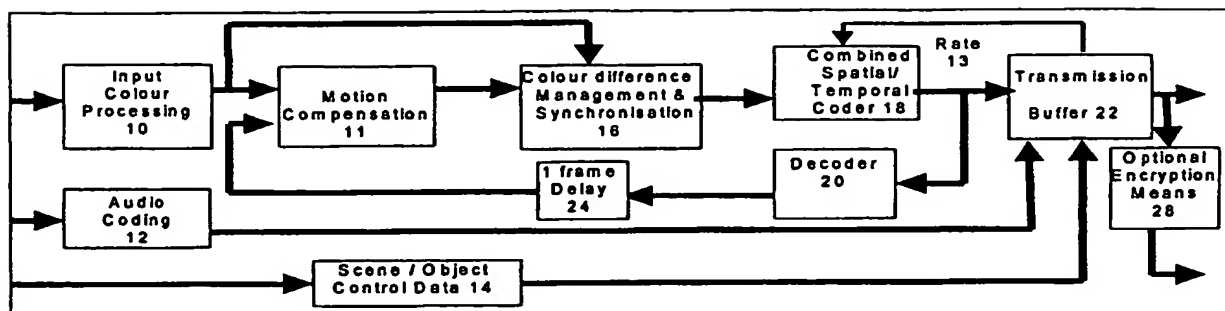 Input
Colour
Processing
10
Motion
Compensation
11
Colour difference
Management &
Synchronisation
16
Combined
Spatial/
Temporal
Coder 18
Rate
13
Transmission
Buffer 22
Optional
Encryption
Means
28
Decoder
20
1 frame
Delay
24
Audio
Coding
12
Scene / Object
Control Data 14